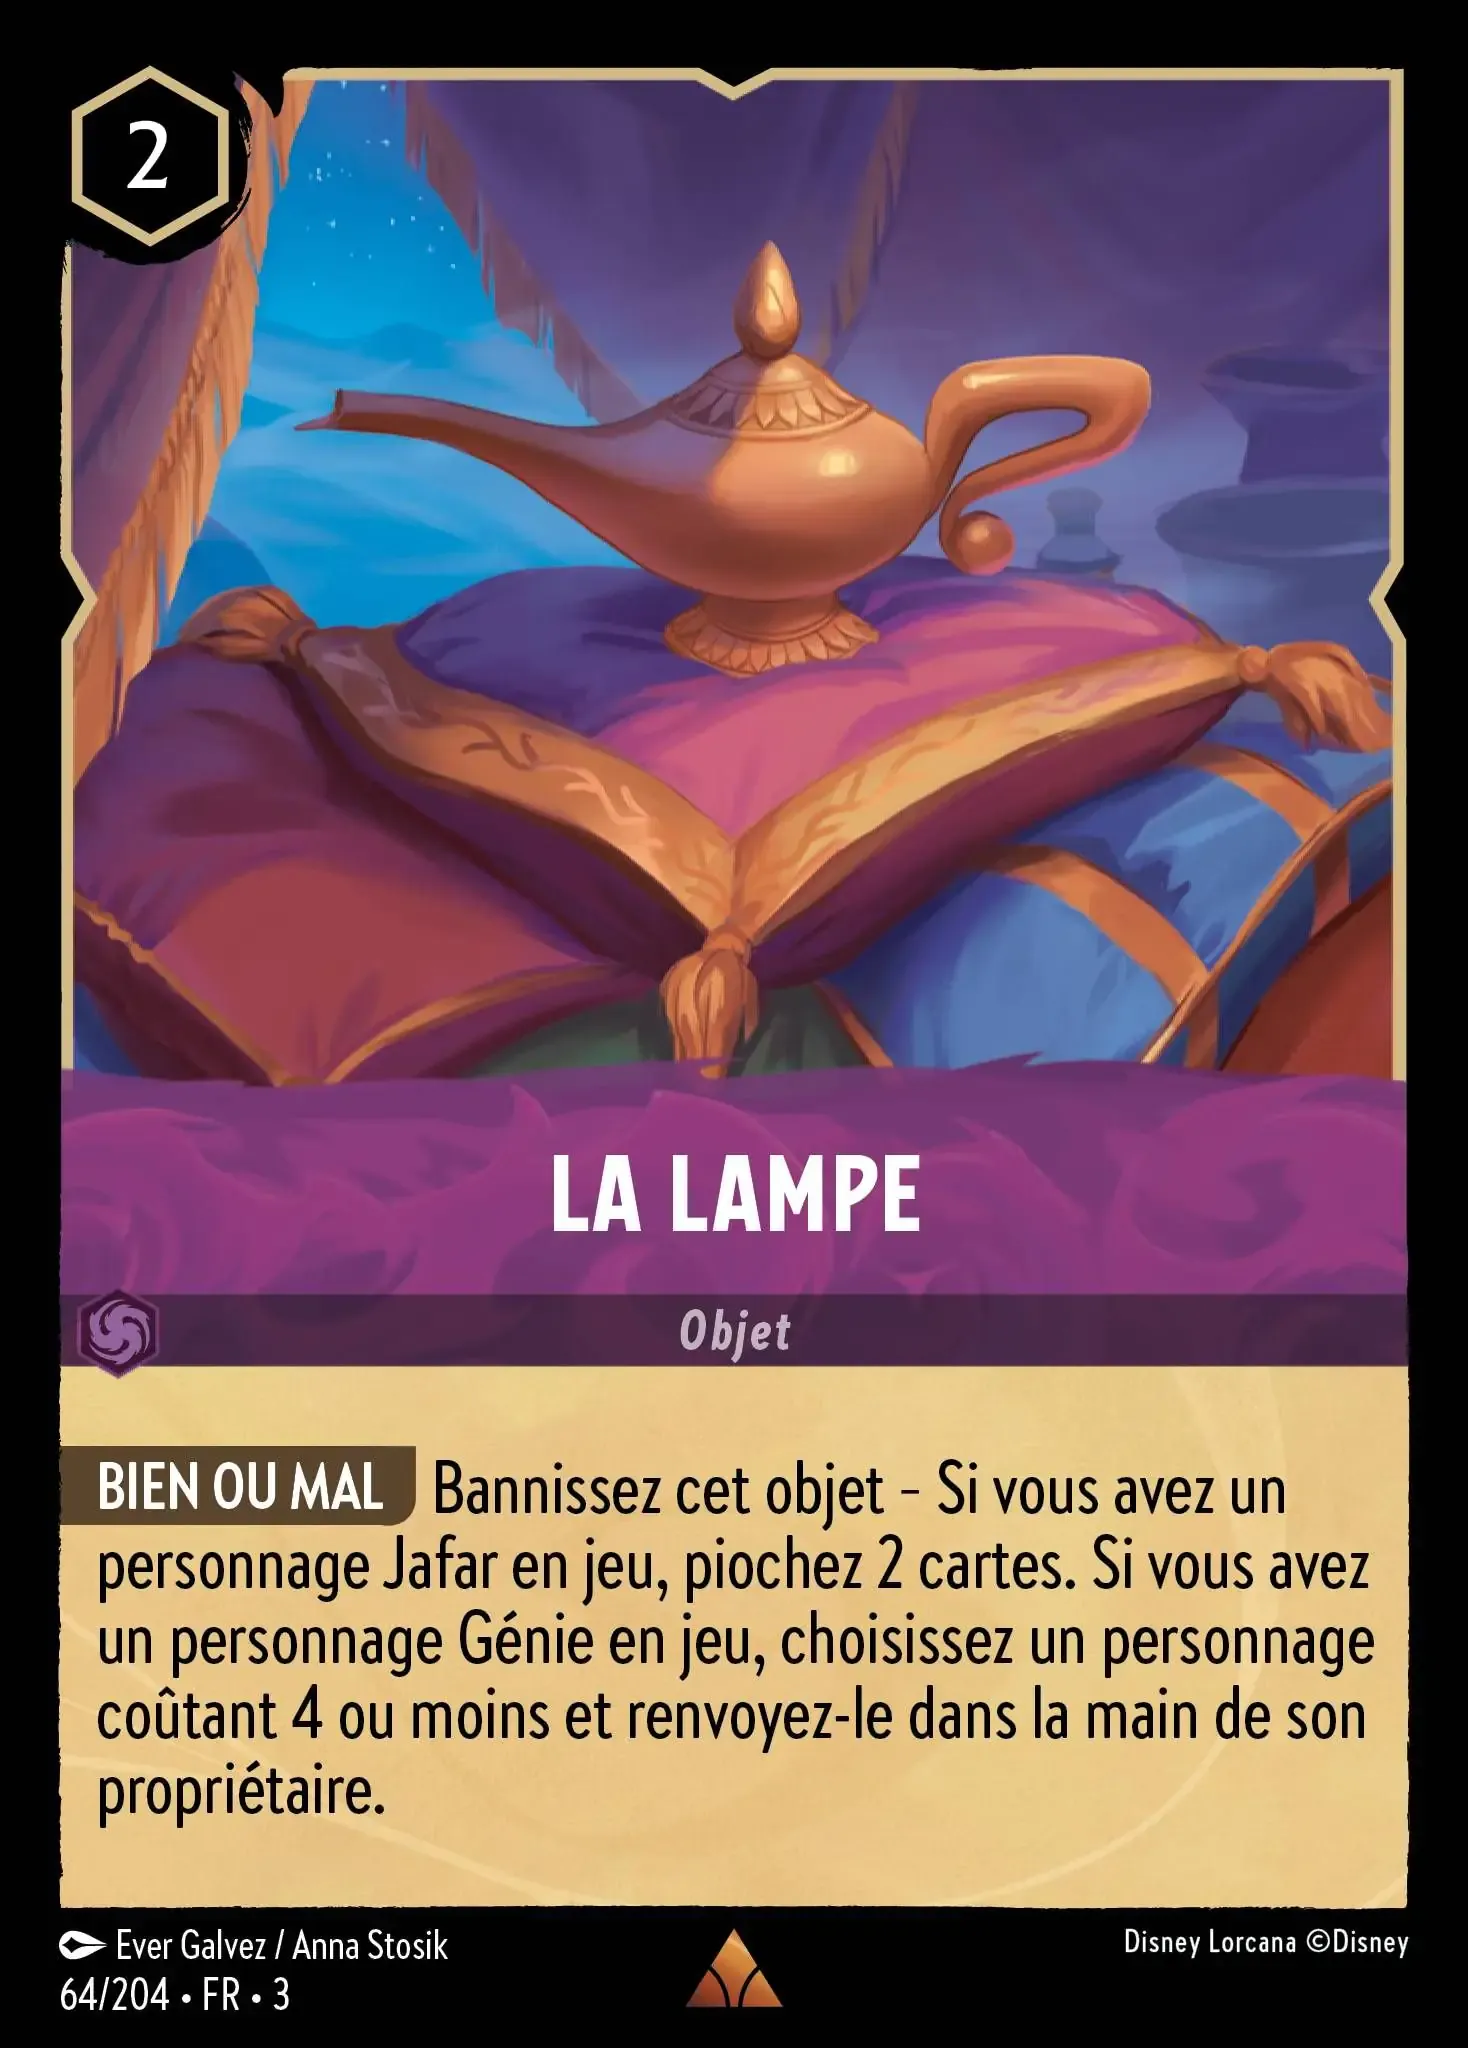 2
LA LAMPE
Objet
BIEN OU MAL Bannissez cet objet - Si vous avez un
personnage Jafar en jeu, piochez 2 cartes. Si vous avez
un personnage Génie en jeu, choisissez un personnage
coûtant 4 ou moins et renvoyez-le dans la main de son
propriétaire.
Ever Galvez / Anna Stosik
Disney Lorcana ©Disney
64/204 • FR • 3